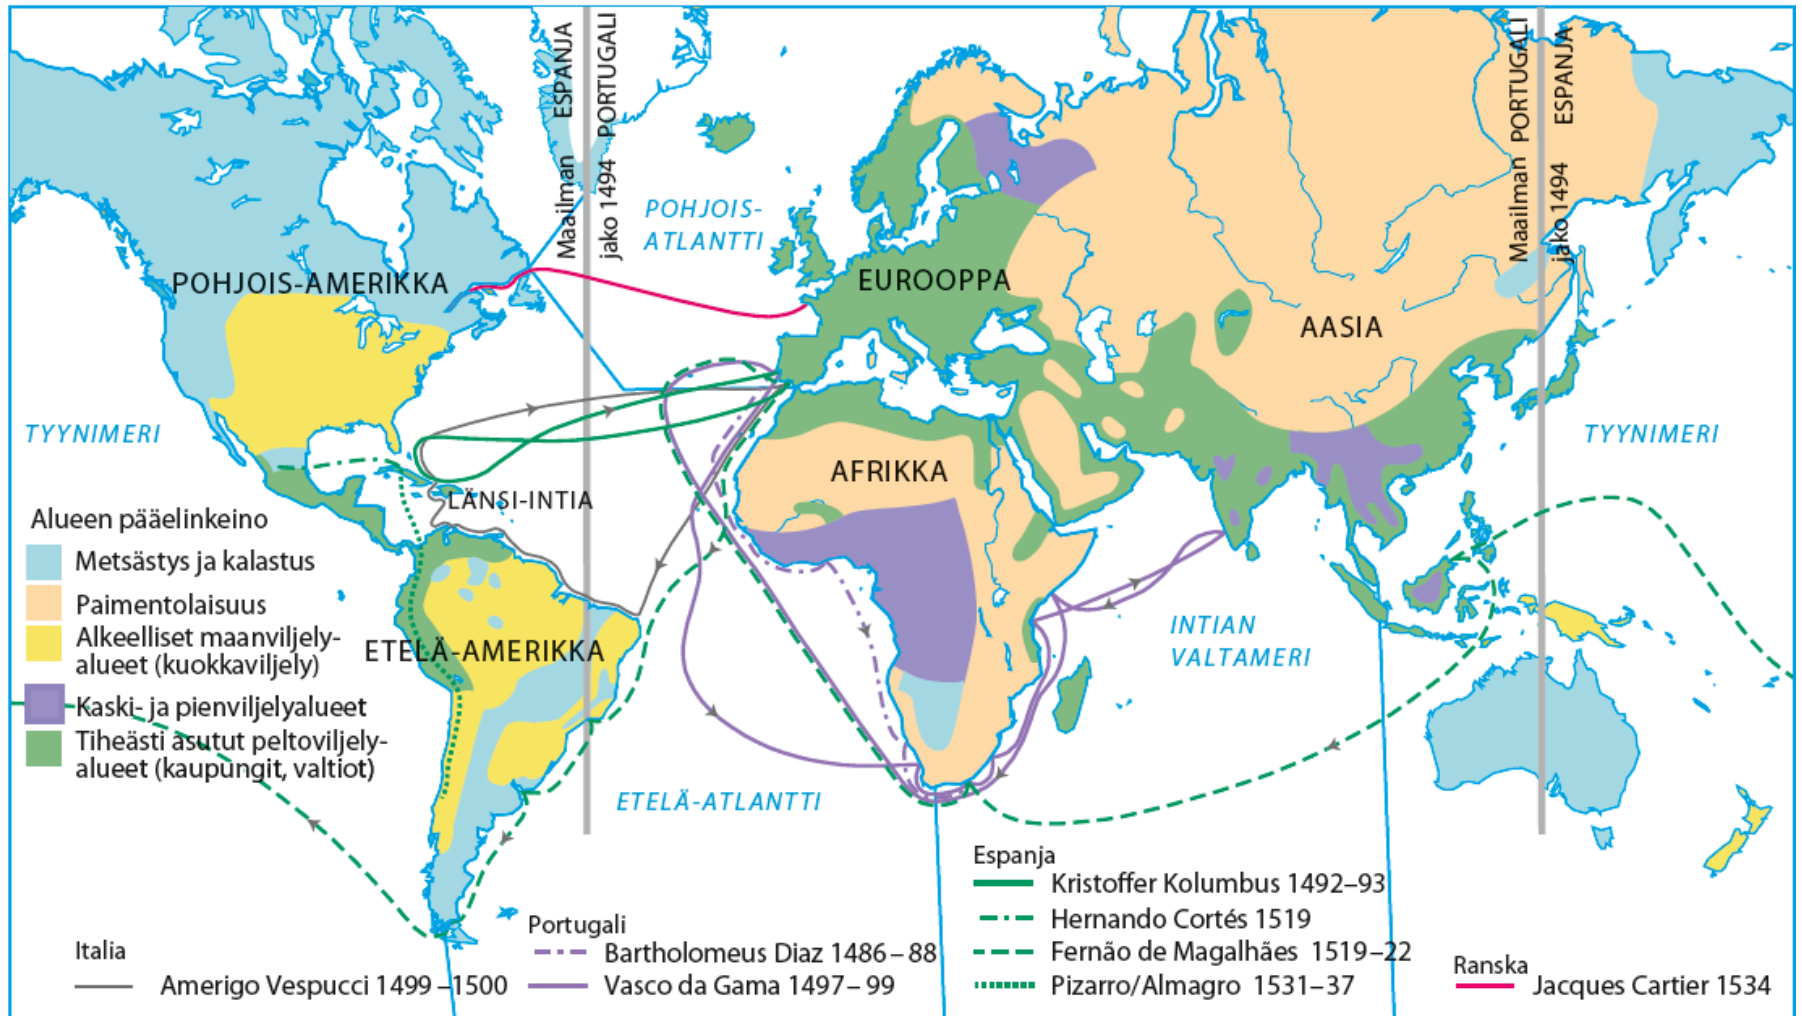 Maailman ESPANJA
jako 1494 PORTUGALI
Maailman PORTUGALI
jako 1494 ESPANJA
POHJOIS-
ATLANTTI
POHJOIS-AMERIKKA
EUROOPPA
AASIA
TYYNIMERI
TYYNIMERI
AFRIKKA
LÄNSI-INTIA
ETELÄ-AMERIKKA
INTIAN
VALTAMERI
ETELÄ-ATLANTTI
Alueen pääelinkeino
Metsästys ja kalastus
Paimentolaisuus
Alkeelliset maanviljely-
alueet (kuokkaviljely)
Kaski- ja pienviljelyalueet
Tiheästi asutut peltoviljely-
alueet (kaupungit, valtiot)
Italia
Amerigo Vespucci 1499–1500
Portugali
Bartholomeus Diaz 1486–88
Vasco da Gama 1497–99
Espanja
Kristoffer Kolumbus 1492–93
Hernando Cortés 1519
Fernão de Magalhães 1519–22
Pizarro/Almagro 1531–37
Ranska
Jacques Cartier 1534